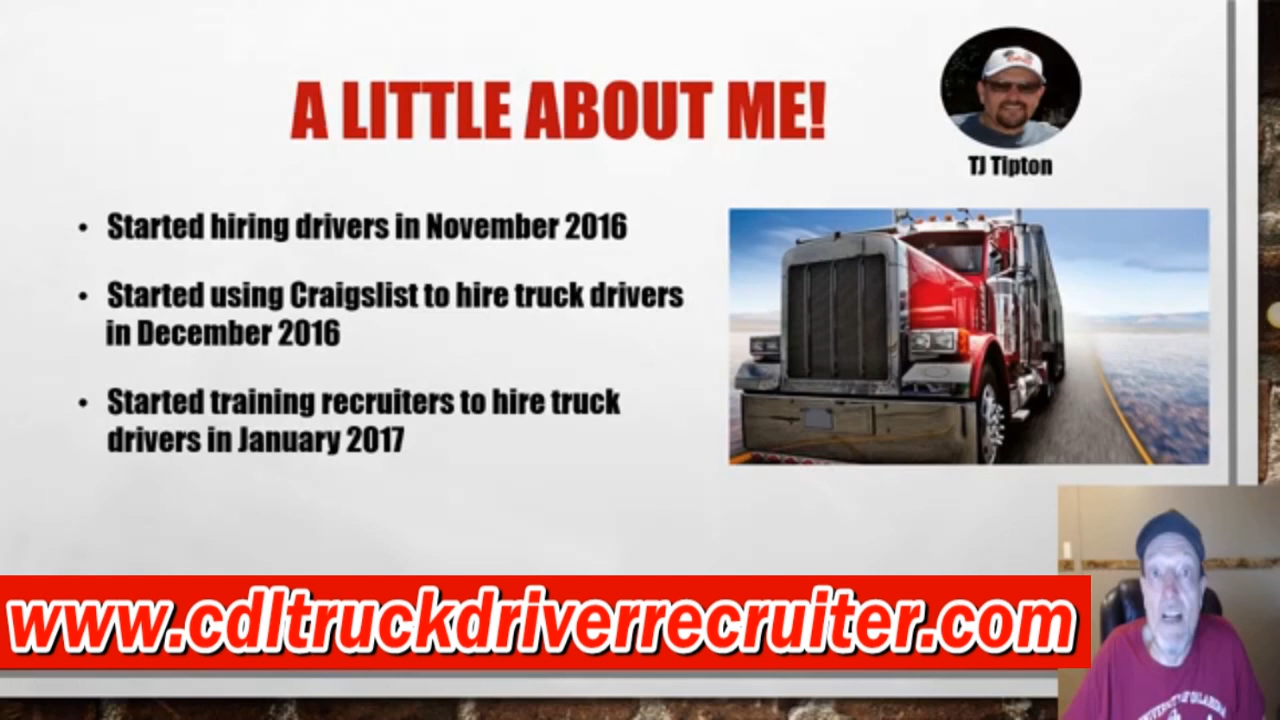 A LITTLE ABOUT ME!
TJ Tipton
• Started hiring drivers in November 2016
• Started using Craigslist to hire truck drivers
in December 2016
• Started training recruiters to hire truck
drivers in January 2017
www.cdltruckdriverrecruiter.com